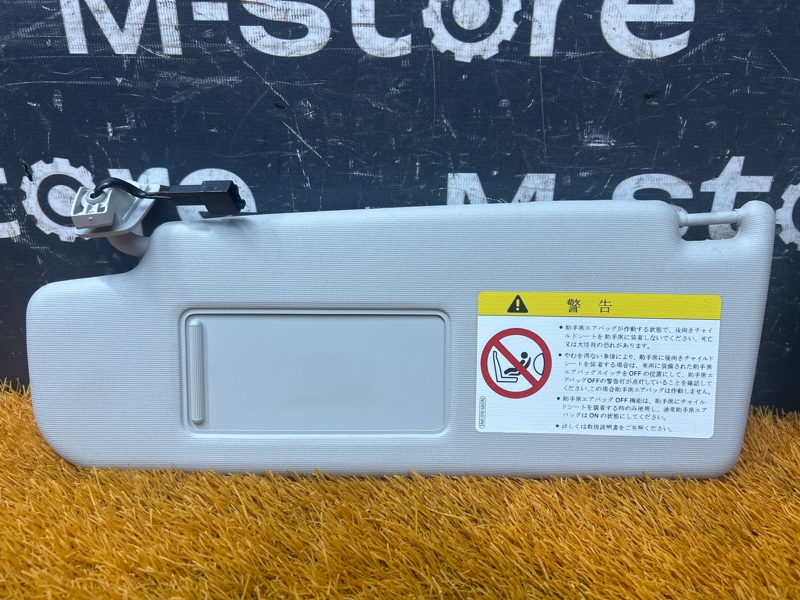 M-Store
M-Store
警 告
● 助手席エアバッグが作動する状態で、後向きチャイ
ルドシートを助手席に装着しないでください。死亡
又は大怪我の恐れがあります。
● やむを得ない事情により、助手席に後向きチャイルド
シートを装着する場合は、車両に装備された助手席
エアバッグスイッチをOFFの位置にして、助手席エ
アバッグOFFの警告灯が点灯していることを確認して
ください。この場合助手席エアバッグは作動しません。
● 助手席エアバッグ OFF 機能は、助手席にチャイル
ドシートを装着する時のみ使用し、通常助手席エア
バッグは ON の状態にしてください。
● 詳しくは取扱説明書をご参照ください。